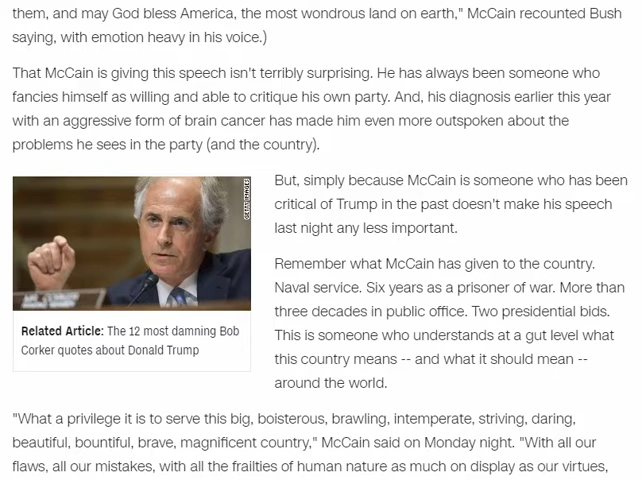 them, and may God bless America, the most wondrous land on earth," McCain recounted Bush
saying, with emotion heavy in his voice.)
That McCain is giving this speech isn't terribly surprising. He has always been someone who
fancies himself as willing and able to critique his own party. And, his diagnosis earlier this year
with an aggressive form of brain cancer has made him even more outspoken about the
problems he sees in the party (and the country).
GETTY IMAGES
Related Article: The 12 most damning Bob
Corker quotes about Donald Trump
But, simply because McCain is someone who has been
critical of Trump in the past doesn't make his speech
last night any less important.
Remember what McCain has given to the country.
Naval service. Six years as a prisoner of war. More than
three decades in public office. Two presidential bids.
This is someone who understands at a gut level what
this country means -- and what it should mean --
around the world.
"What a privilege it is to serve this big, boisterous, brawling, intemperate, striving, daring,
beautiful, bountiful, brave, magnificent country," McCain said on Monday night. "With all our
flaws, all our mistakes, with all the frailties of human nature as much on display as our virtues,